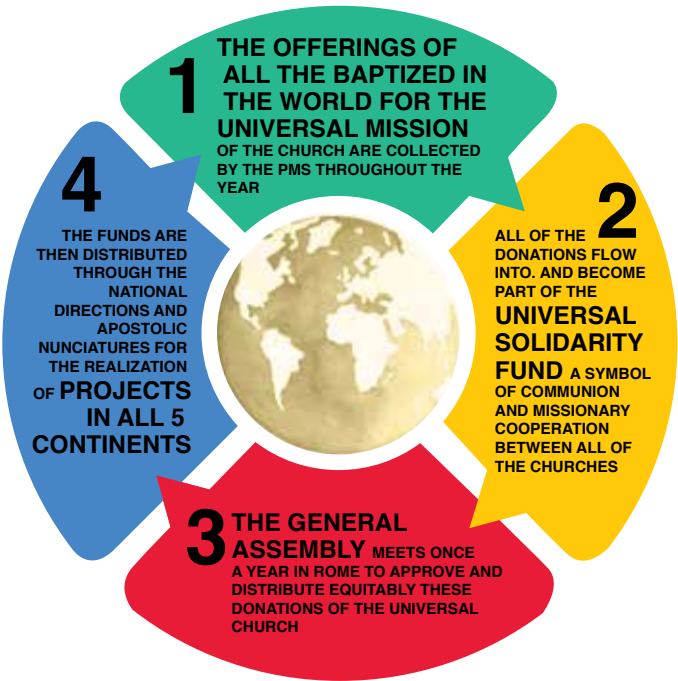 1
THE OFFERINGS OF
ALL THE BAPTIZED IN
THE WORLD FOR THE
UNIVERSAL MISSION
OF THE CHURCH ARE COLLECTED
BY THE PMS THROUGHOUT THE
YEAR
2
ALL OF THE
DONATIONS FLOW
INTO. AND BECOME
PART OF THE
UNIVERSAL
SOLIDARITY
FUND A SYMBOL
OF COMMUNION
AND MISSIONARY
COOPERATION
BETWEEN ALL OF
THE CHURCHES
3
THE GENERAL
ASSEMBLY MEETS ONCE
A YEAR IN ROME TO APPROVE AND
DISTRIBUTE EQUITABLY THESE
DONATIONS OF THE UNIVERSAL
CHURCH
4
THE FUNDS ARE
THEN DISTRIBUTED
THROUGH THE
NATIONAL
DIRECTIONS AND
APOSTOLIC
NUNCIATURES FOR
THE REALIZATION
OF PROJECTS
IN ALL 5
CONTINENTS